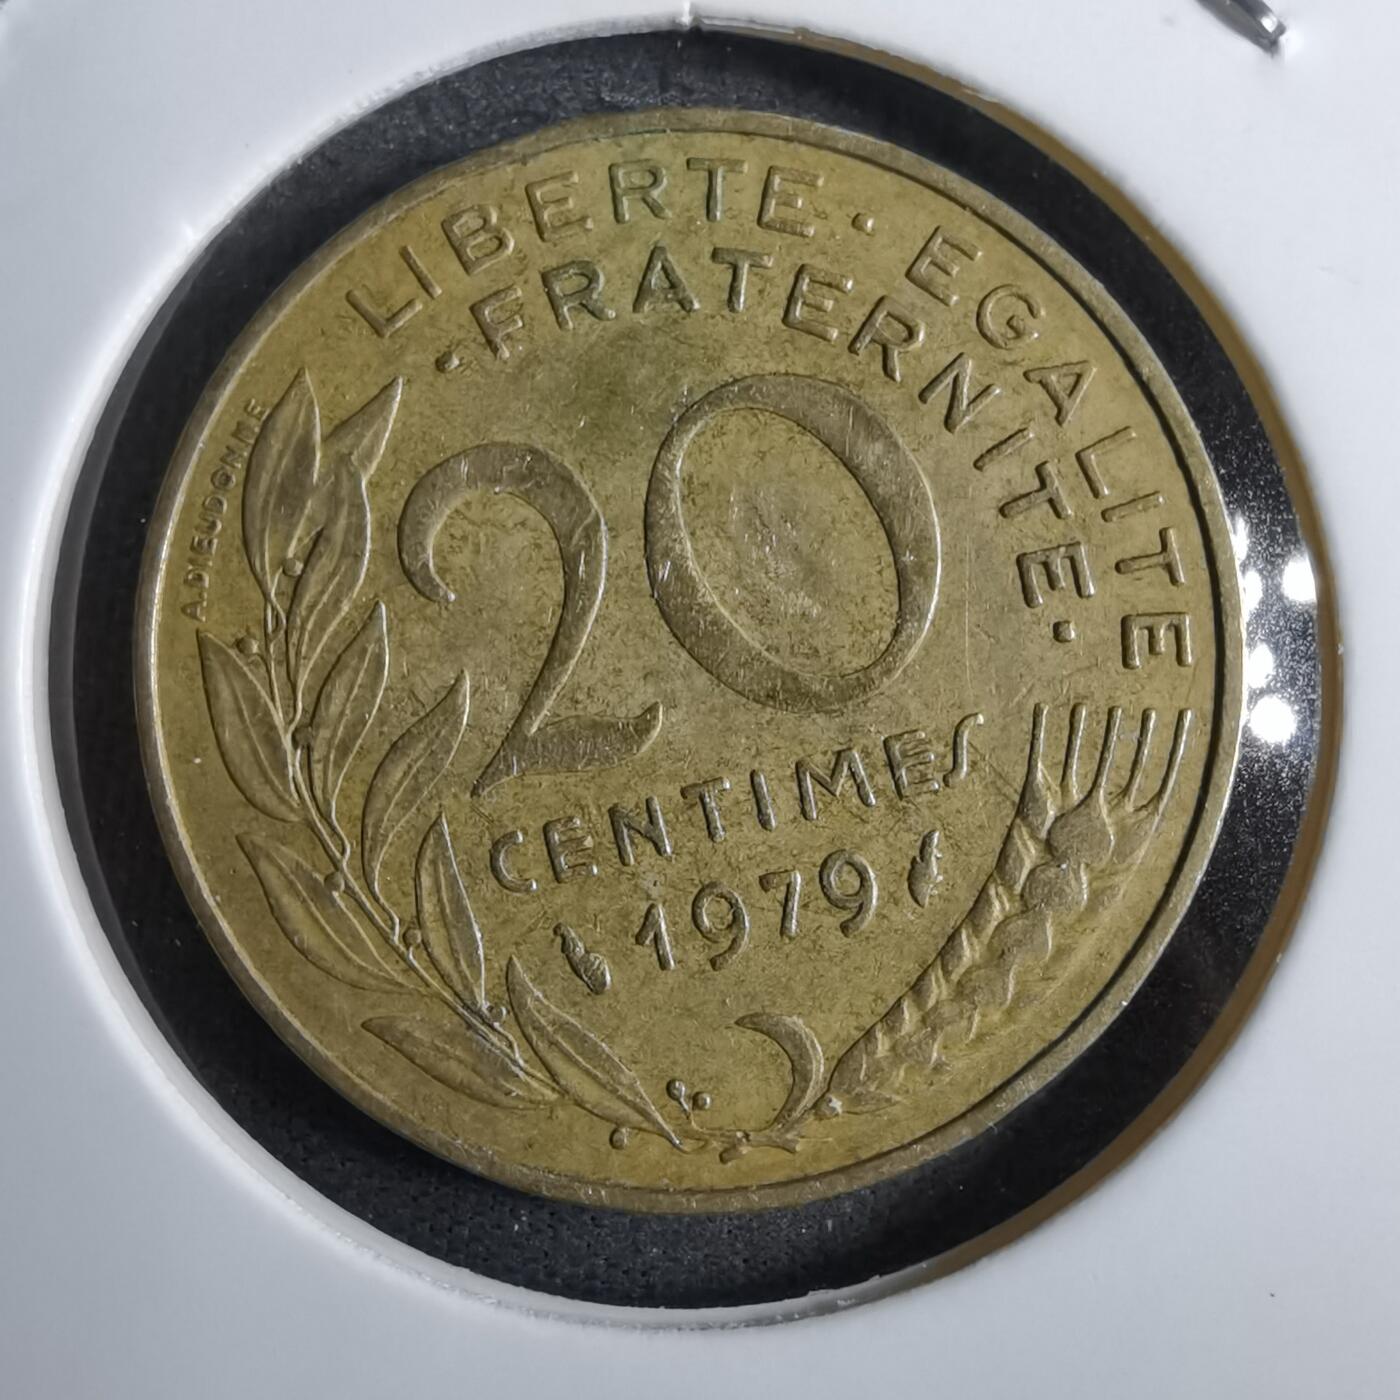 LIBERTE · EGALITE
· FRATERNITE ·
A.DIEUDONNE
20
CENTIMES
1979